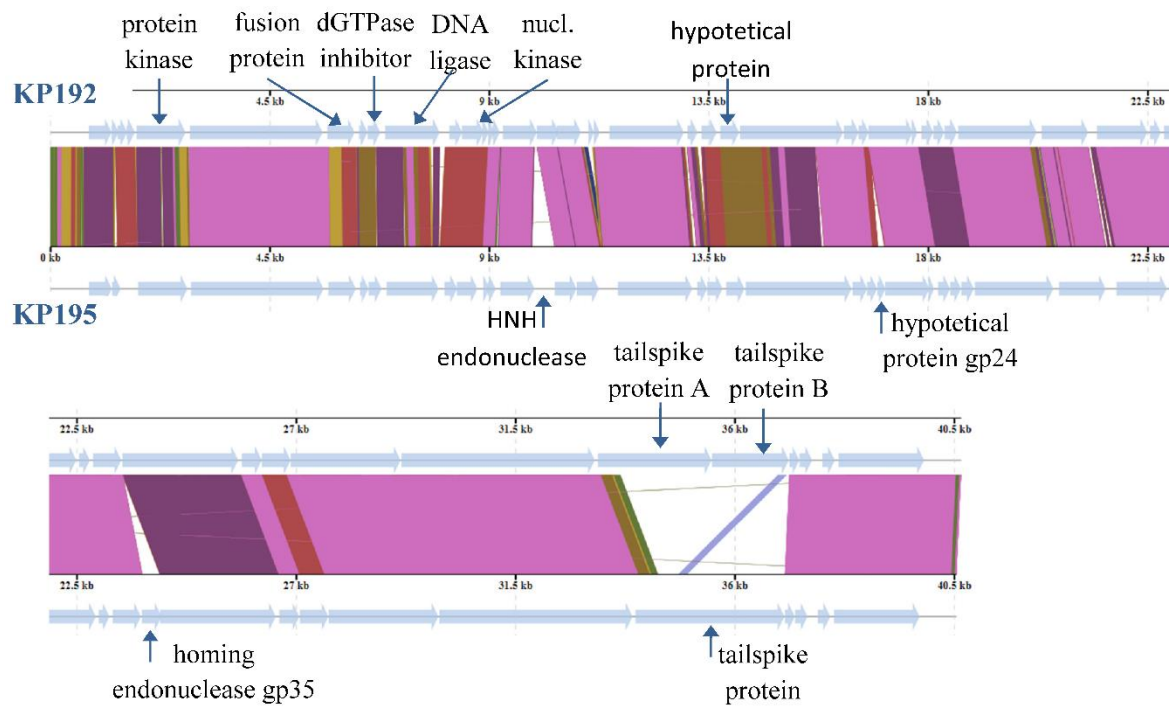 protein kinase
fusion protein
dGTPase inhibitor
DNA ligase
nucl. kinase
hypotetical protein
KP192
4.5 kb 9 kb 13.5 kb 18 kb 22.5 kb
0 kb 4.5 kb 9 kb 13.5 kb 18 kb 22.5 kb
KP195
HNH endonuclease
tailspike protein A
tailspike protein B
hypotetical protein gp24
22.5 kb 27 kb 31.5 kb 36 kb 40.5 kb
22.5 kb 27 kb 31.5 kb 36 kb 40.5 kb
homing endonuclease gp35
tailspike protein